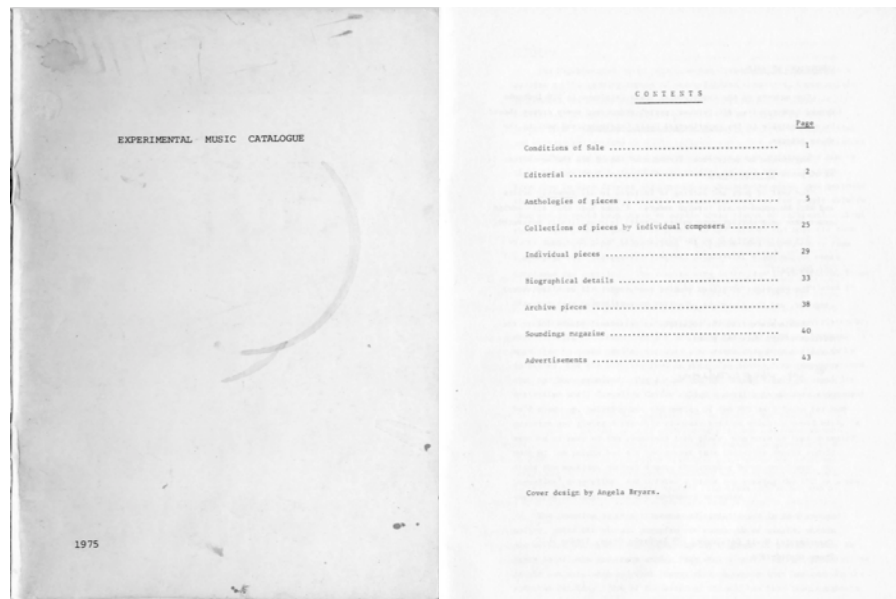 EXPERIMENTAL MUSIC CATALOGUE
1975
CONTENTS
Page
Conditions of Sale ........................................ 1
Editorial ........................................ 2
Anthologies of pieces ........................................ 5
Collections of pieces by individual composers ........... 25
Individual pieces ........................................ 29
Biographical details ........................................ 33
Archive pieces ........................................ 38
Soundings magazine ........................................ 40
Advertisements ........................................ 43
Cover design by Angela Bryars.